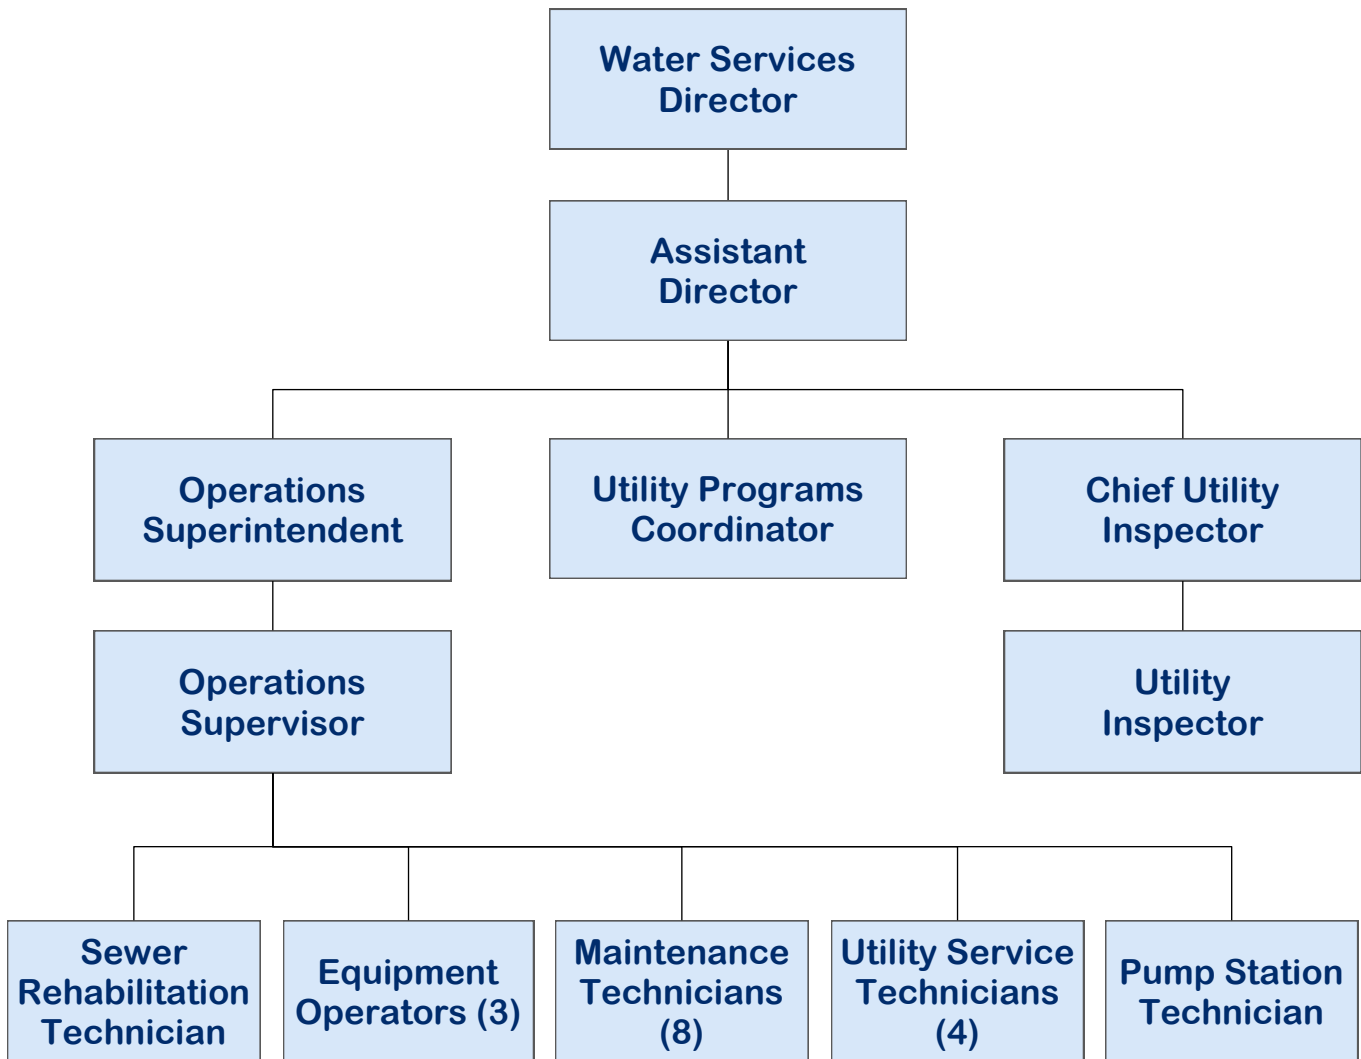 Water Services
Director
Assistant
Director
Operations
Superintendent
Utility Programs
Coordinator
Chief Utility
Inspector
Operations
Supervisor
Utility
Inspector
Sewer
Rehabilitation
Technician
Equipment
Operators (3)
Maintenance
Technicians
(8)
Utility Service
Technicians
(4)
Pump Station
Technician